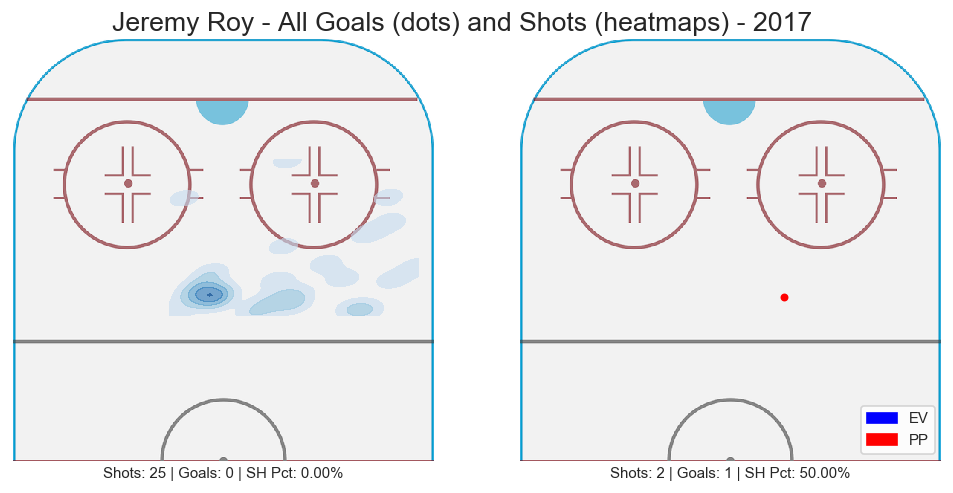 Jeremy Roy - All Goals (dots) and Shots (heatmaps) - 2017
EV
PP
Shots: 25 | Goals: 0 | SH Pct: 0.00%
Shots: 2 | Goals: 1 | SH Pct: 50.00%